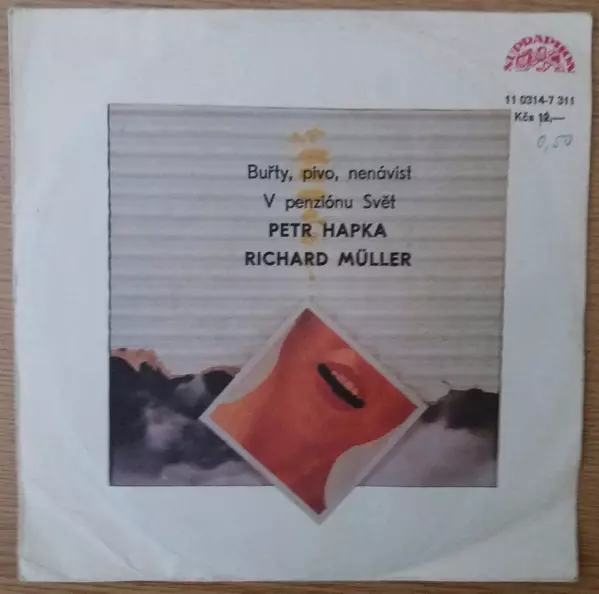 SUPRAPHON
11 0314-7 311
Kčs 12,—
0,50
Buřty, pivo, nenávist
V penziónu Svět
PETR HAPKA
RICHARD MÜLLER